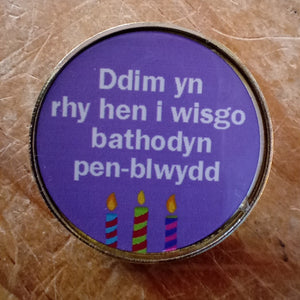 Ddim yn
rhy hen i wisgo
bathodyn
pen-blwydd